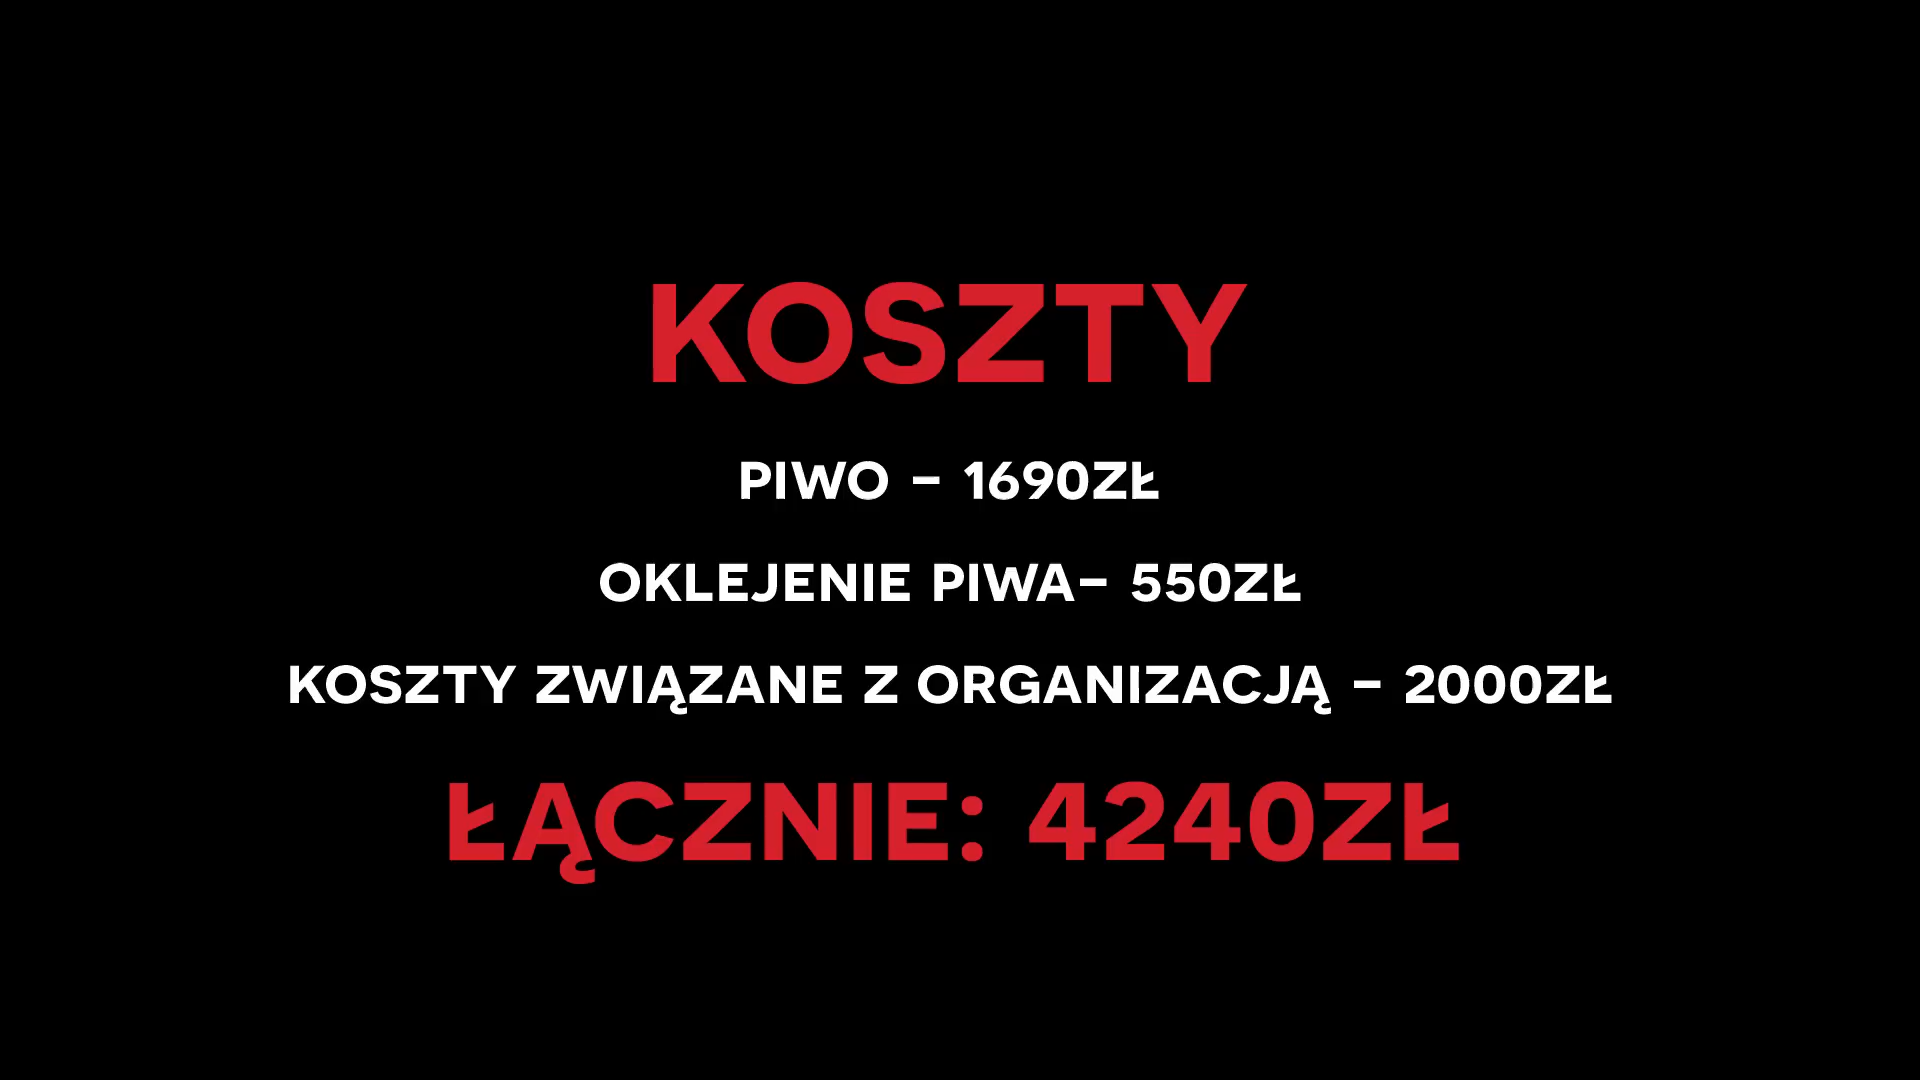 KOSZTY
PIWO - 1690ZŁ
OKLEJENIE PIWA- 550ZŁ
KOSZTY ZWIĄZANE Z ORGANIZACJĄ - 2000ZŁ
ŁĄCZNIE: 4240ZŁ